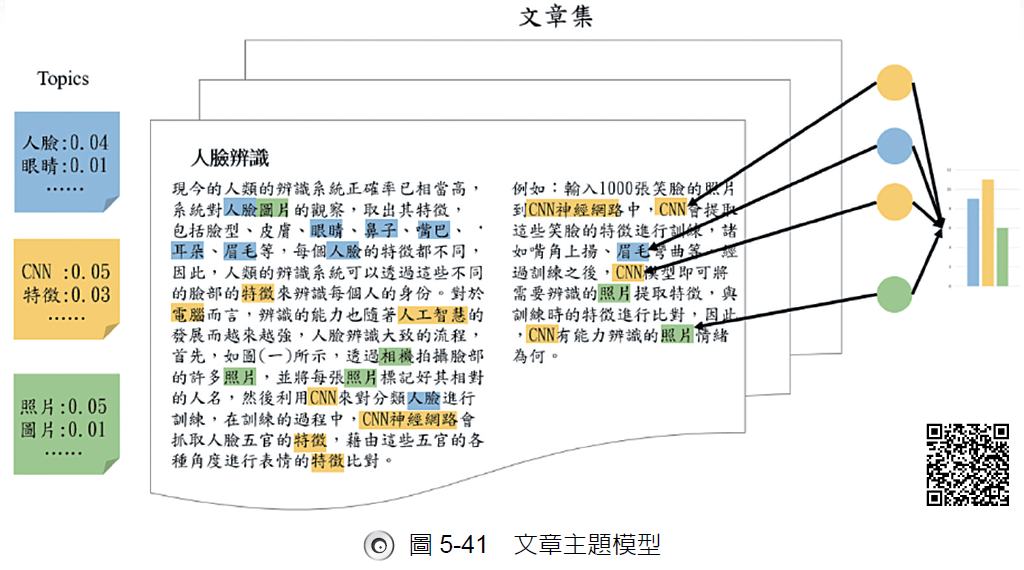 文章集
Topics
人臉:0.04
眼睛:0.01
……
CNN :0.05
特徵:0.03
……
照片:0.05
圖片:0.01
……
人臉辨識
現今的人類的辨識系統正確率已相當高，
系統對人臉圖片的觀察，取出其特徵，
包括臉型、皮膚、眼睛、鼻子、嘴巴、，
耳朵、眉毛等，每個人臉的特徵都不同，
因此，人類的辨識系統可以透過這些不同
的臉部的特徵來辨識每個人的身份。對於
電腦而言，辨識的能力也隨著人工智慧的
發展而越來越強，人臉辨識大致的流程，
首先，如圖(一)所示，透過相機拍攝臉部
的許多照片，並將每張照片標記好其相對
的人名，然後利用CNN來對分類人臉進行
訓練，在訓練的過程中，CNN神經網路會
抓取人臉五官的特徵，藉由這些五官的各
種角度進行表情的特徵比對。
例如：輸入1000張笑臉的照片
到CNN神經網路中，CNN會提取
這些笑臉的特徵進行訓練，諸
如嘴角上揚、眉毛彎曲等，經
過訓練之後，CNN模型即可將
需要辨識的照片提取特徵，與
訓練時的特徵進行比對，因此
，CNN有能力辨識的照片情緒
為何。
圖 5-41 文章主題模型